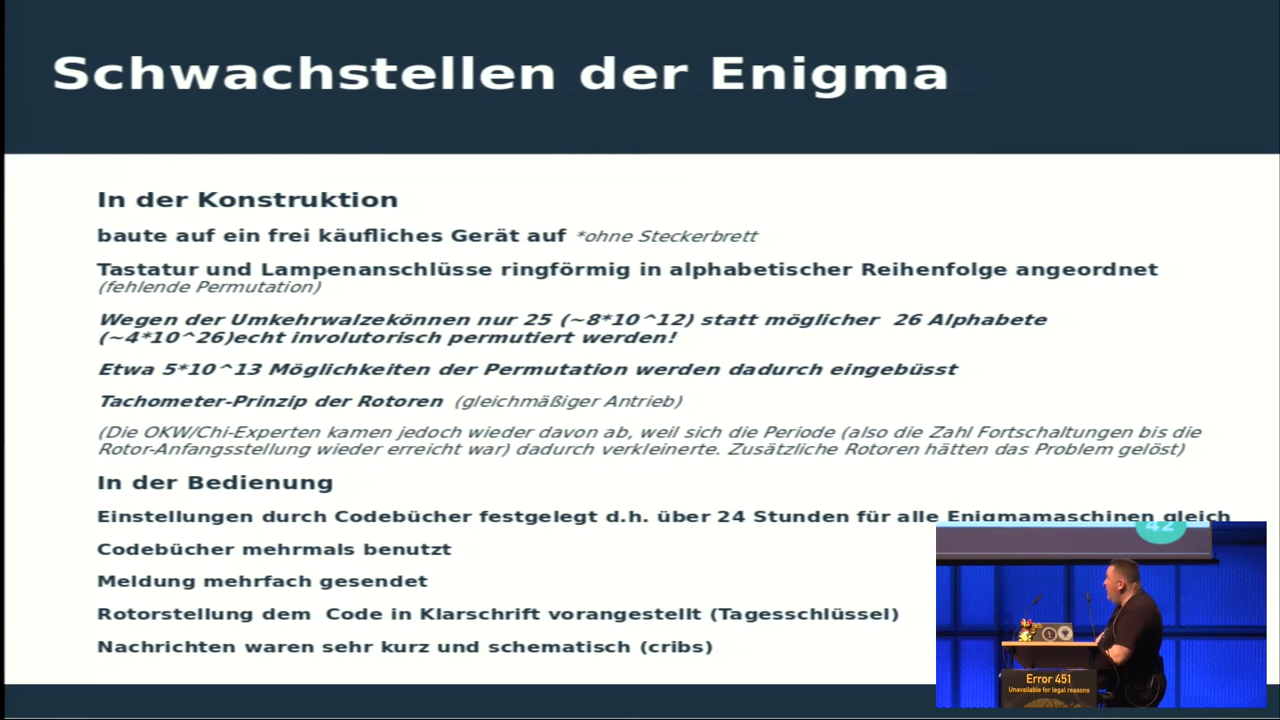 Schwachstellen der Enigma
In der Konstruktion
baute auf ein frei käufliches Gerät auf *ohne Steckerbrett
Tastatur und Lampenanschlüsse ringförmig in alphabetischer Reihenfolge angeordnet
(fehlende Permutation)
Wegen der Umkehrwalzekönnen nur 25 (~8*10^12) statt möglicher  26 Alphabete
(~4*10^26)echt involutorisch permutiert werden!
Etwa 5*10^13 Möglichkeiten der Permutation werden dadurch eingebüsst
Tachometer-Prinzip der Rotoren (gleichmäßiger Antrieb)
(Die OKW/Chi-Experten kamen jedoch wieder davon ab, weil sich die Periode (also die Zahl Fortschaltungen bis die
Rotor-Anfangsstellung wieder erreicht war) dadurch verkleinerte. Zusätzliche Rotoren hätten das Problem gelöst)
In der Bedienung
Einstellungen durch Codebücher festgelegt d.h. über 24 Stunden für alle Enigmamaschinen gleich
Codebücher mehrmals benutzt
Meldung mehrfach gesendet
Rotorstellung dem  Code in Klarschrift vorangestellt (Tagesschlüssel)
Nachrichten waren sehr kurz und schematisch (cribs)
42
Error 451
Unavailable for legal reasons